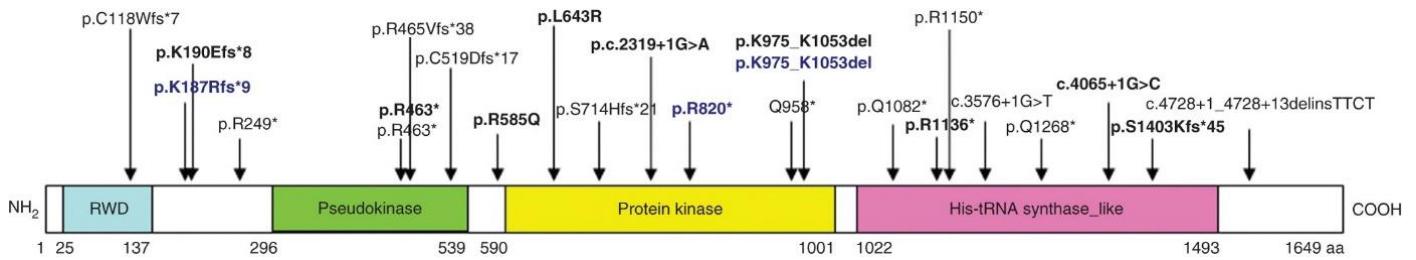 p.C118Wfs*7
p.K190Efs*8
p.K187Rfs*9
p.R249*
p.R465Vfs*38
p.C519Dfs*17
p.R463*
p.R463*
p.R585Q
p.L643R
p.c.2319+1G>A
p.S714Hfs*21
p.R820*
p.K975_K1053del
p.K975_K1053del
Q958*
p.Q1082*
p.R1150*
p.R1136*
c.3576+1G>T
p.Q1268*
c.4065+1G>C
c.4728+1_4728+13delinsTTCT
p.S1403Kfs*45
NH2 RWD Pseudokinase Protein kinase His-tRNA synthase_like COOH
1 25 137 296 539 590 1001 1022 1493 1649 aa